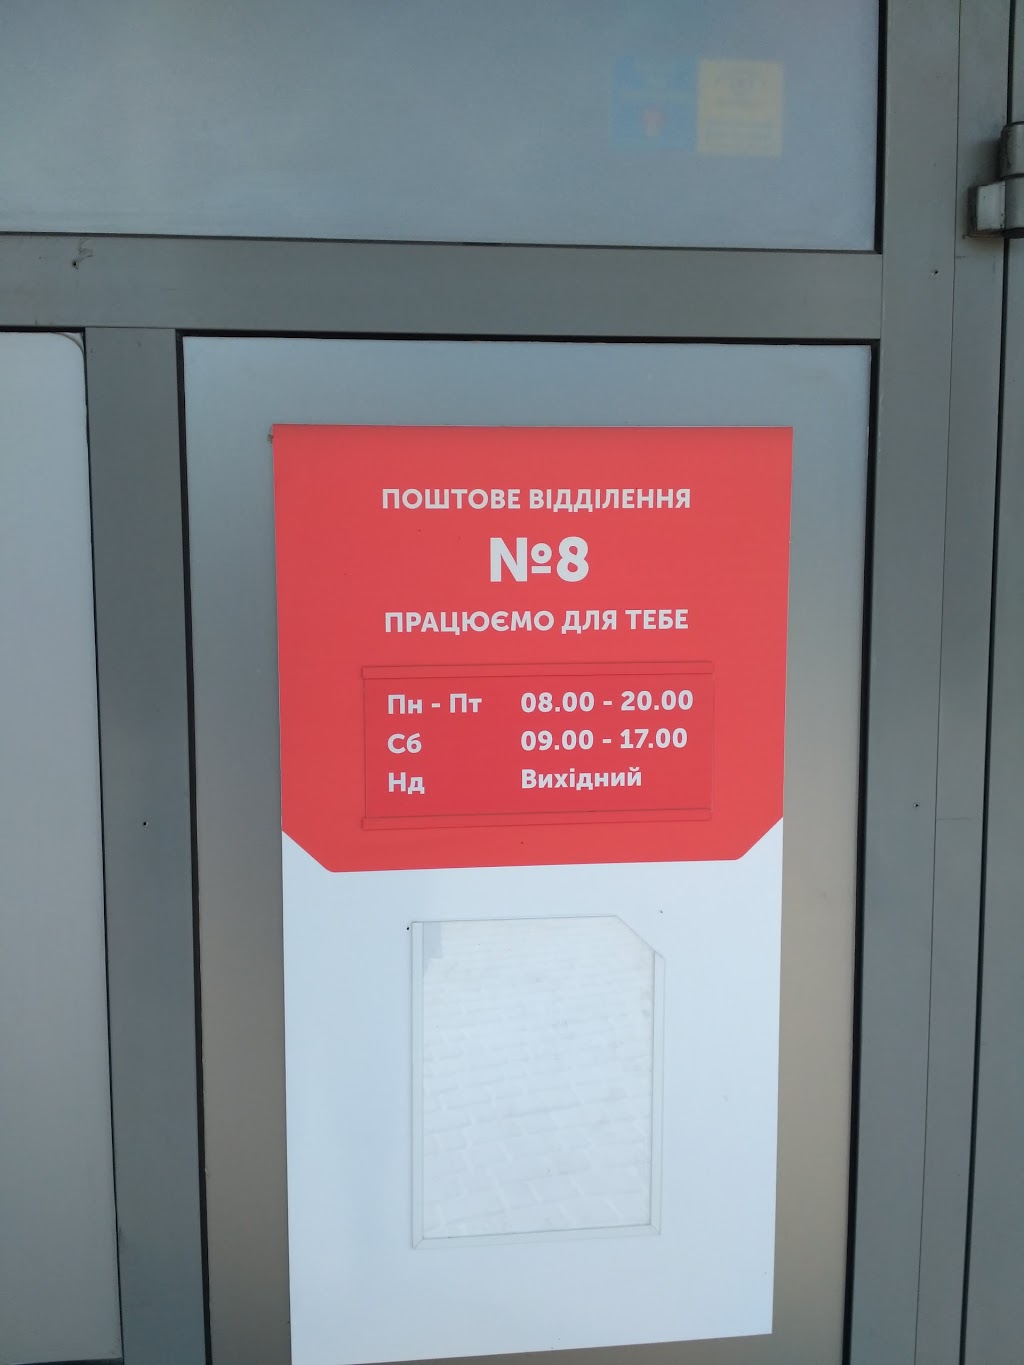 ПОШТОВЕ ВІДДІЛЕННЯ
№8
ПРАЦЮЄМО ДЛЯ ТЕБЕ
Пн - Пт 08.00 - 20.00
Сб 09.00 - 17.00
Нд Вихідний